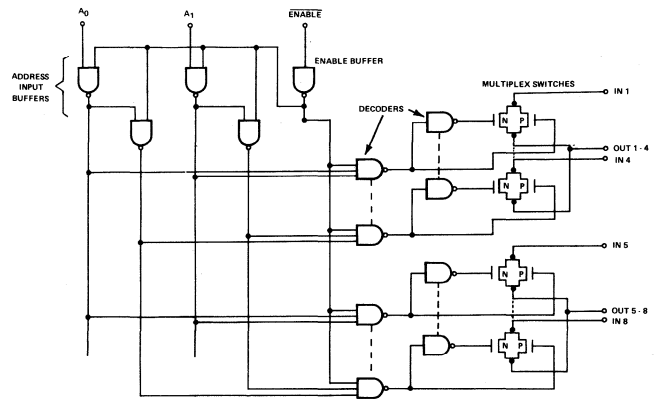 A0
A1
ENABLE
ADDRESS
INPUT
BUFFERS
ENABLE BUFFER
DECODERS
MULTIPLEX SWITCHES
IN 1
N P
OUT 1 - 4
IN 4
N P
IN 5
N P
OUT 5 - 8
IN 8
N P